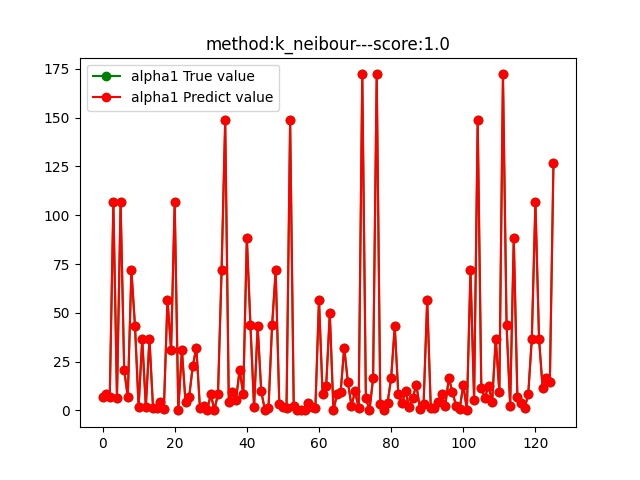 method:k_neibour---score:1.0
alpha1 True value
alpha1 Predict value
175
150
125
100
75
50
25
0
0 20 40 60 80 100 120